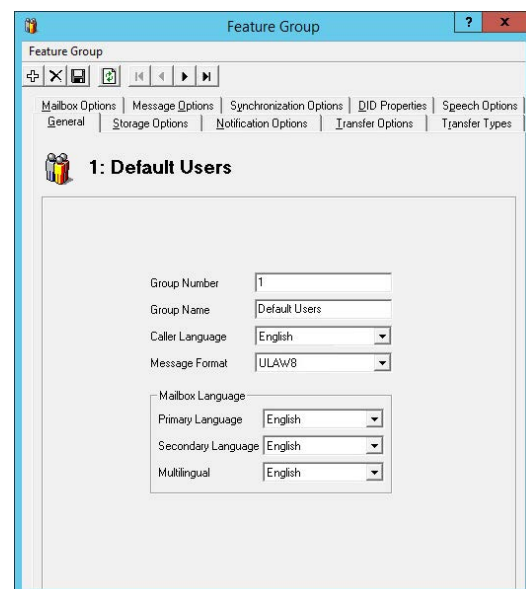 Feature Group
? x
Feature Group
Mailbox Options Message Options Synchronization Options DID Properties Speech Options
General Storage Options Notification Options Transfer Options Transfer Types
1: Default Users
Group Number 1
Group Name Default Users
Caller Language English
Message Format ULAW8
Mailbox Language
Primary Language English
Secondary Language English
Multilingual English